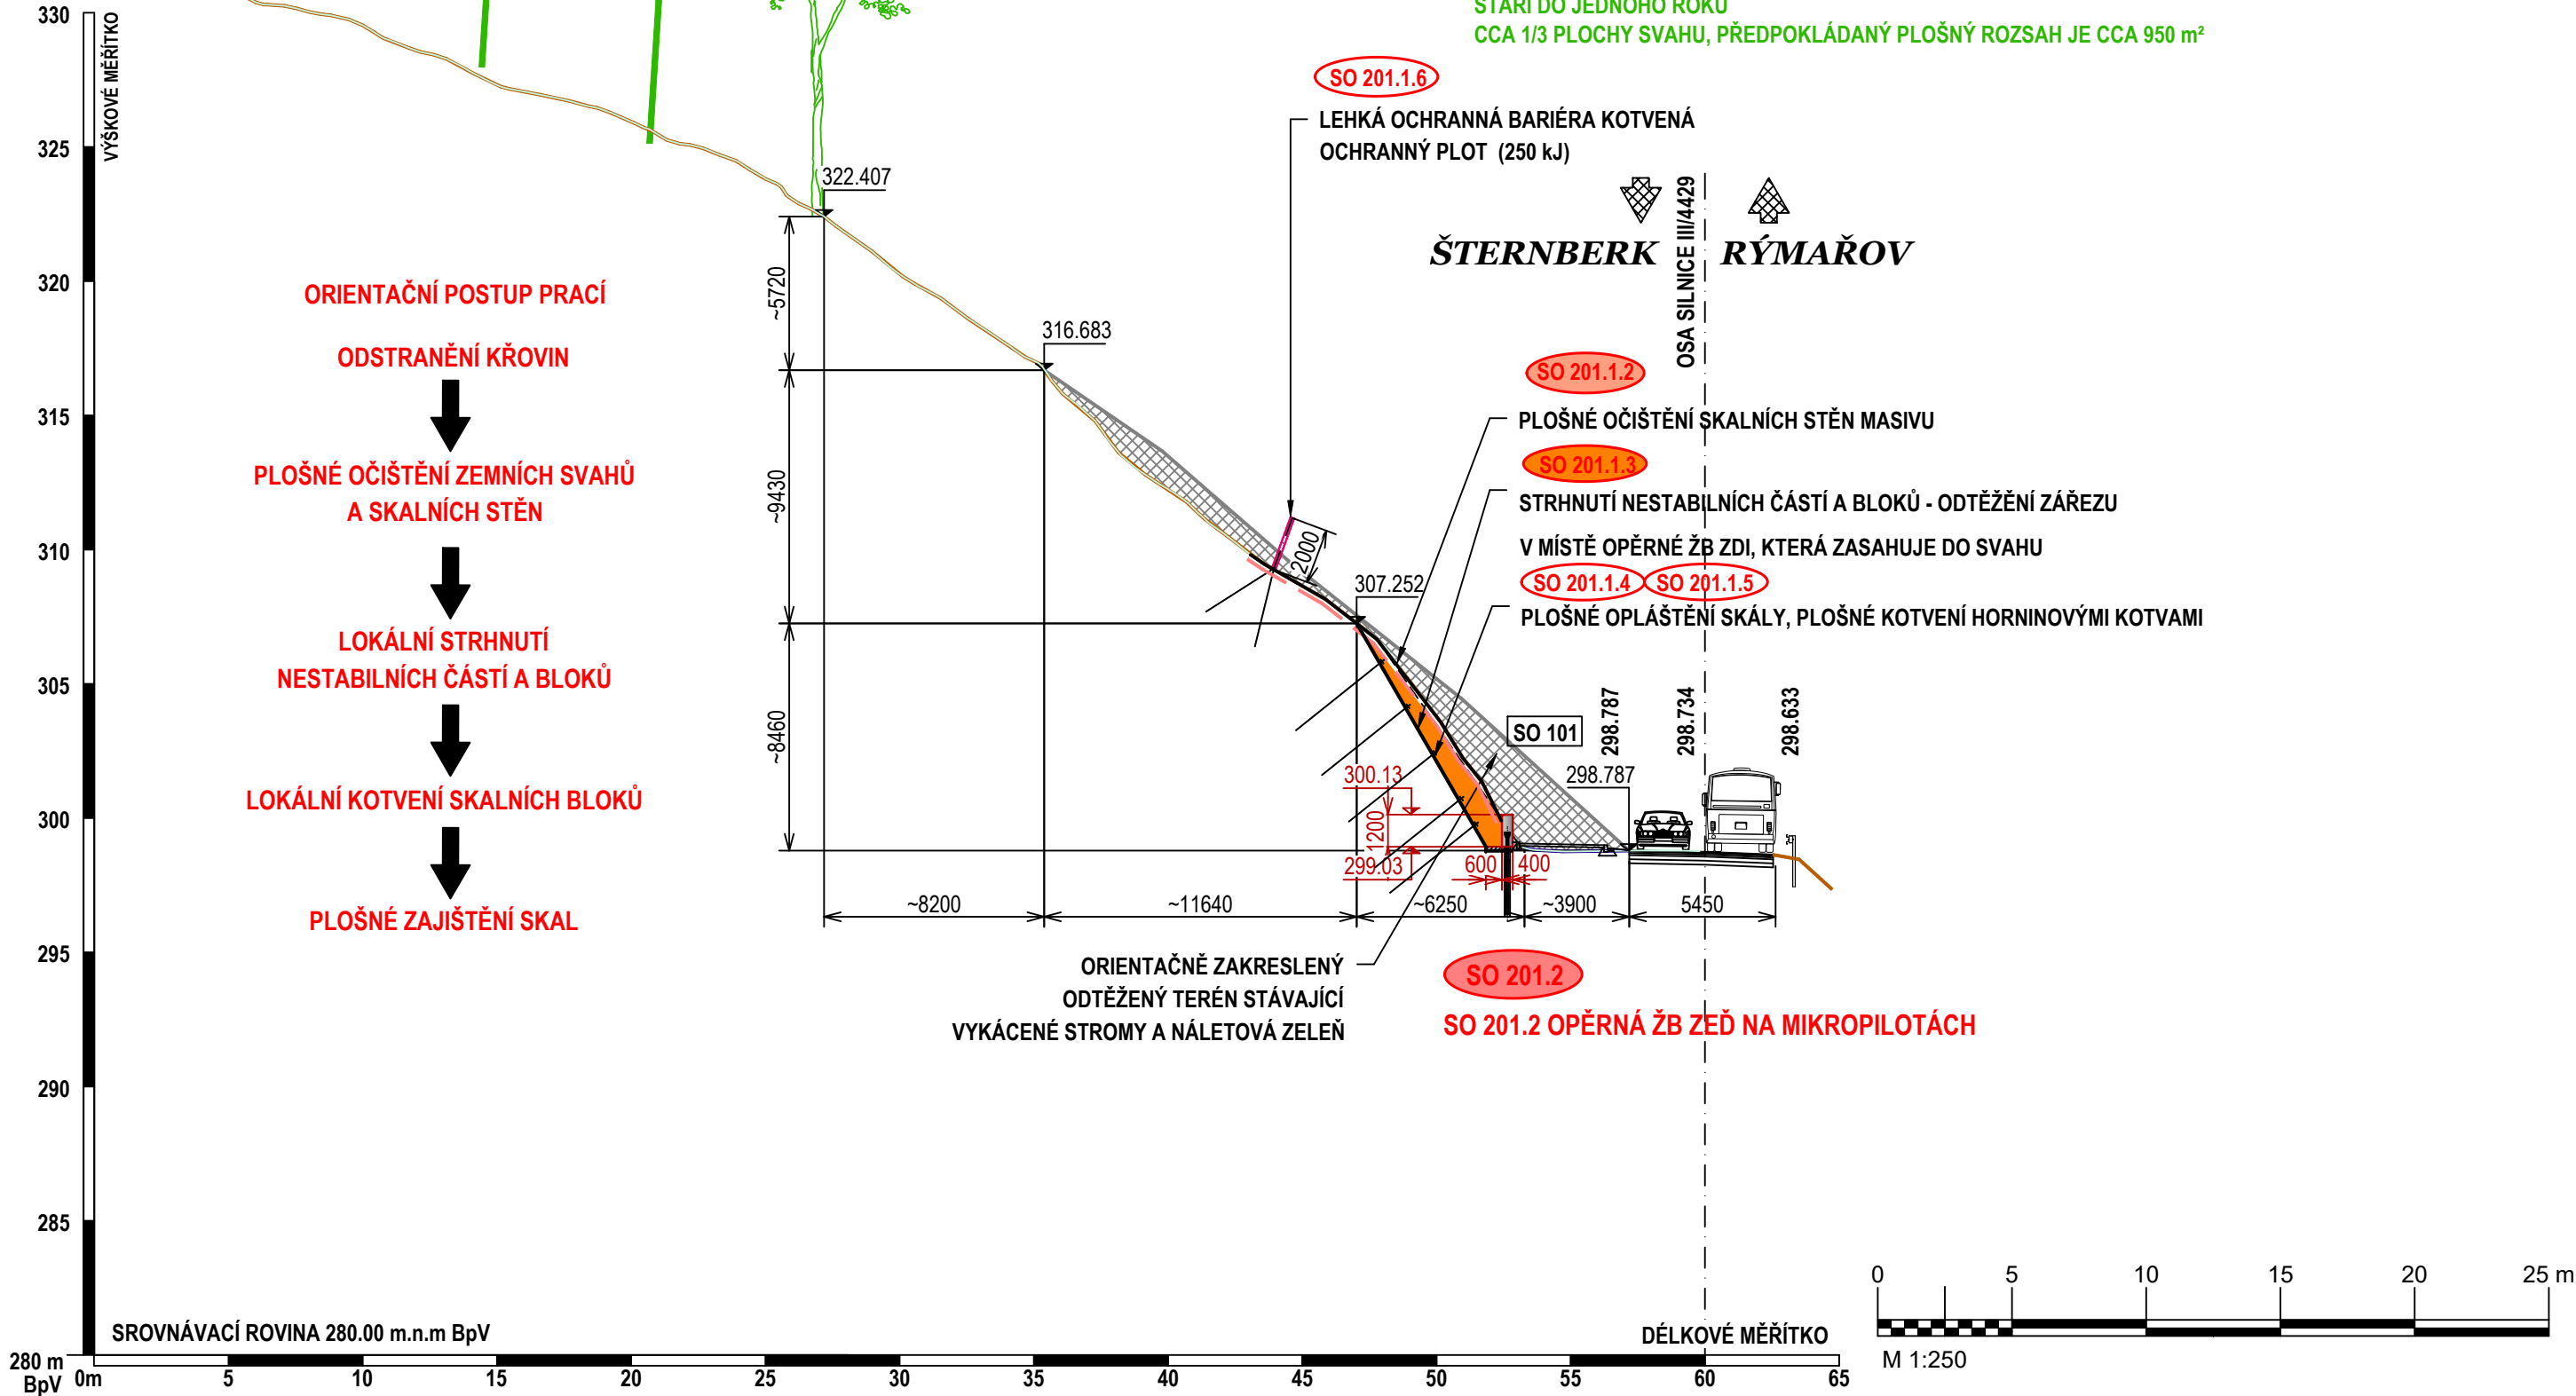 STÁŘÍ DO JEDNOHO ROKU
CCA 1/3 PLOCHY SVAHU, PŘEDPOKLÁDANÝ PLOŠNÝ ROZSAH JE CCA 950 m²
330
VÝŠKOVÉ MĚŘÍTKO
325
320
315
310
305
300
295
290
285
280 m
BpV
SO 201.1.6
LEHKÁ OCHRANNÁ BARIÉRA KOTVENÁ
OCHRANNÝ PLOT (250 kJ)
322.407
OSA SILNICE III/4429
ŠTERNBERK
RÝMAŘOV
~5720
ORIENTAČNÍ POSTUP PRACÍ
ODSTRANĚNÍ KŘOVIN
PLOŠNÉ OČIŠTĚNÍ ZEMNÍCH SVAHŮ
A SKALNÍCH STĚN
LOKÁLNÍ STRHNUTÍ
NESTABILNÍCH ČÁSTÍ A BLOKŮ
LOKÁLNÍ KOTVENÍ SKALNÍCH BLOKŮ
PLOŠNÉ ZAJIŠTĚNÍ SKAL
316.683
SO 201.1.2
PLOŠNÉ OČIŠTĚNÍ SKALNÍCH STĚN MASIVU
SO 201.1.3
STRHNUTÍ NESTABILNÍCH ČÁSTÍ A BLOKŮ - ODTĚŽENÍ ZÁŘEZU
V MÍSTĚ OPĚRNÉ ŽB ZDI, KTERÁ ZASAHUJE DO SVAHU
SO 201.1.4
SO 201.1.5
PLOŠNÉ OPLÁŠTĚNÍ SKÁLY, PLOŠNÉ KOTVENÍ HORNINOVÝMI KOTVAMI
~9430
2000
307.252
~8460
SO 101
298.787
298.734
298.633
300.13
298.787
1200
299.03
600
400
~8200
~11640
~6250
~3900
5450
ORIENTAČNĚ ZAKRESLENÝ
ODTĚŽENÝ TERÉN STÁVAJÍCÍ
VYKÁCENÉ STROMY A NÁLETOVÁ ZELEŇ
SO 201.2
SO 201.2 OPĚRNÁ ŽB ZEĎ NA MIKROPILOTÁCH
0
5
10
15
20
25 m
M 1:250
SROVNÁVACÍ ROVINA 280.00 m.n.m BpV
DÉLKOVÉ MĚŘÍTKO
0m
5
10
15
20
25
30
35
40
45
50
55
60
65